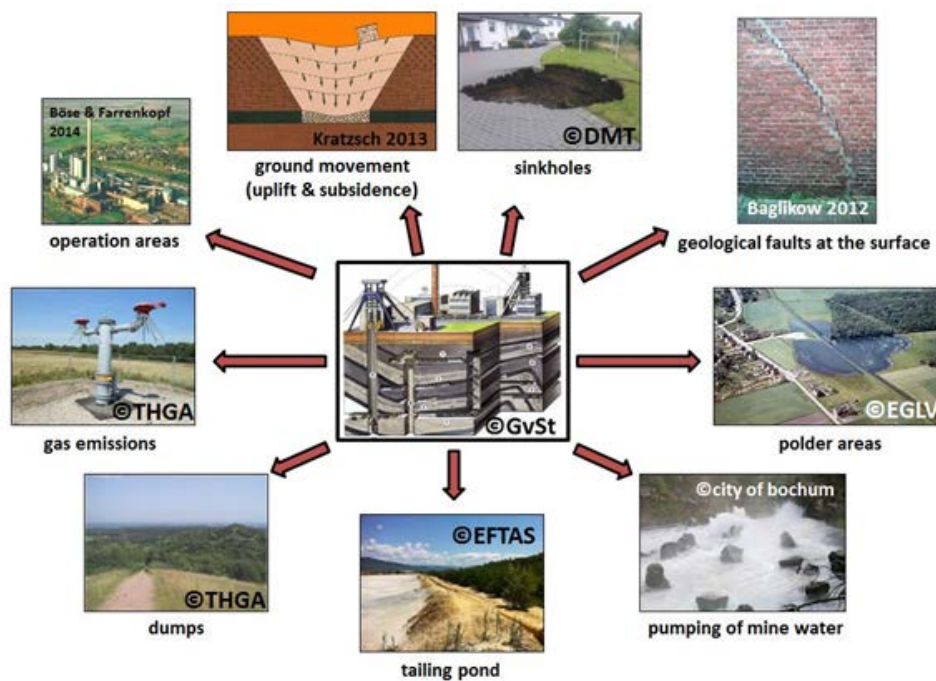 Böse & Farrenkopf
2014
operation areas
Kratzsch 2013
ground movement
(uplift & subsidence)
©DMT
sinkholes
Baglikow 2012
geological faults at the surface
©THGA
gas emissions
©GvSt
©EGLV
polder areas
©THGA
dumps
©EFTAS
tailing pond
©city of bochum
pumping of mine water